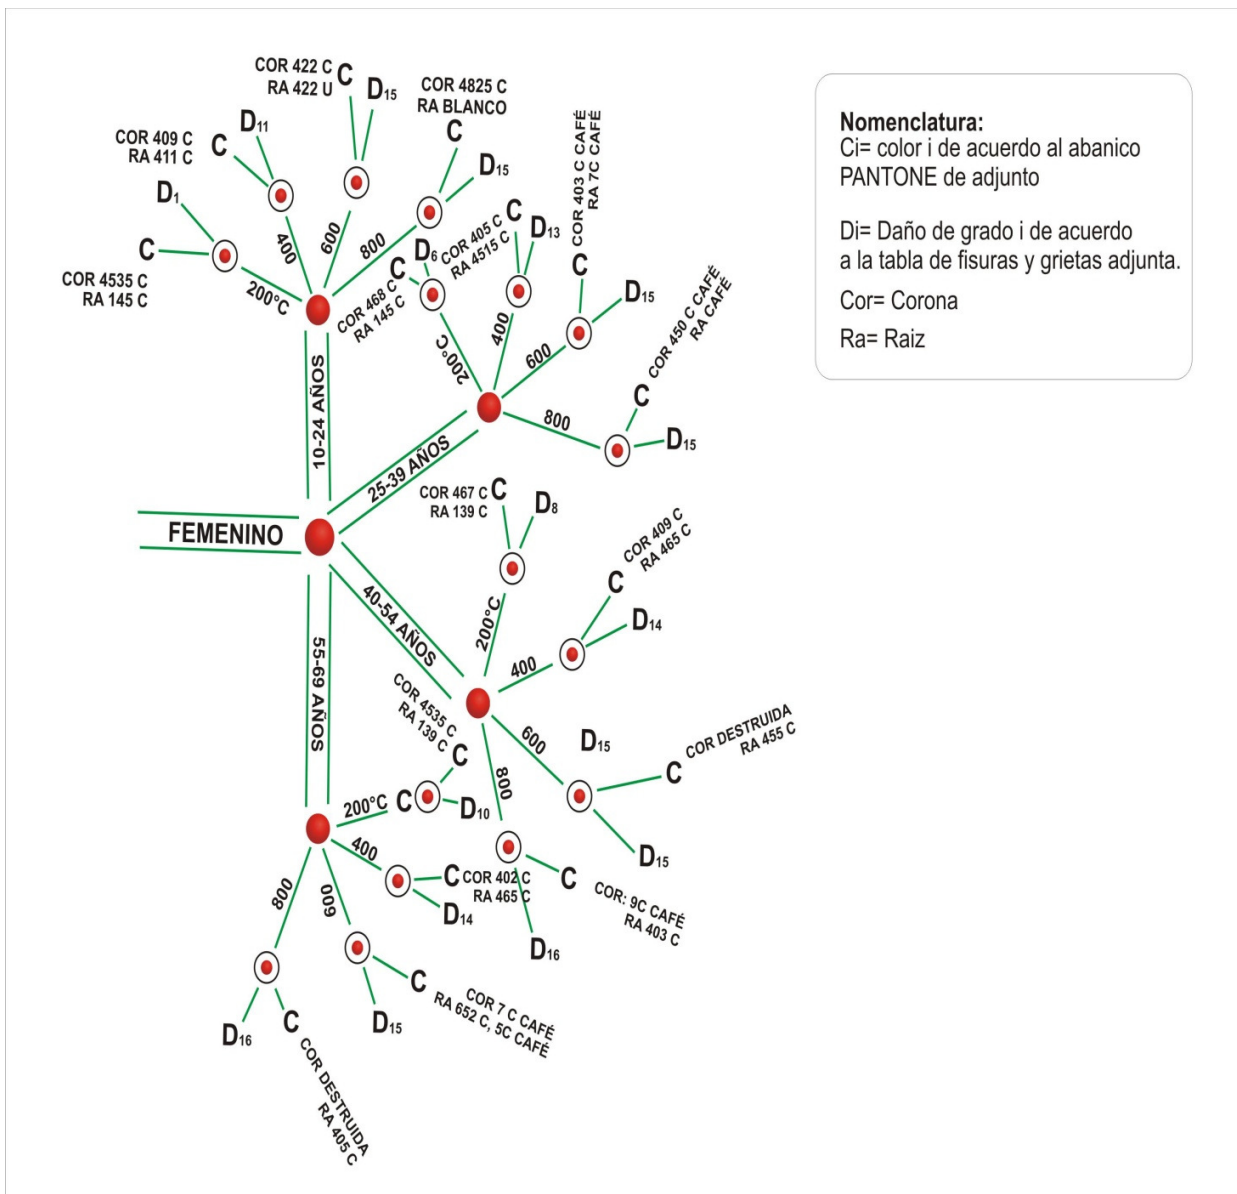 COR 422 C
RA 422 U
C
D15
COR 4825 C
RA BLANCO
C
D15
COR 409 C
RA 411 C
C
D11
D1
C
COR 4535 C
RA 145 C
200°C
400
600
800
10-24 AÑOS
COR 468 C
RA 145 C
C
D6
COR 405 C
RA 4515 C
C
D13
COR 403 C CAFÉ
RA 7C CAFÉ
C
D15
COR 450 C CAFÉ
RA CAFÉ
C
D15
200°C
400
600
800
25-39 AÑOS
FEMENINO
COR 467 C
RA 139 C
C
D8
COR 409 C
RA 465 C
C
D14
200°C
400
600
800
40-54 AÑOS
D15
COR DESTRUIDA
RA 455 C
C
D15
C
COR: 9C CAFÉ
RA 403 C
D16
55-69 AÑOS
COR 4535 C
RA 139 C
C
200°C
C
D10
400
C
COR 402 C
RA 465 C
D14
600
C
COR 7 C CAFÉ
RA 652 C, 5C CAFÉ
D15
800
D16
C
COR DESTRUIDA
RA 405 C
Nomenclatura:
Ci= color i de acuerdo al abanico
PANTONE de adjunto
Di= Daño de grado i de acuerdo
a la tabla de fisuras y grietas adjunta.
Cor= Corona
Ra= Raiz